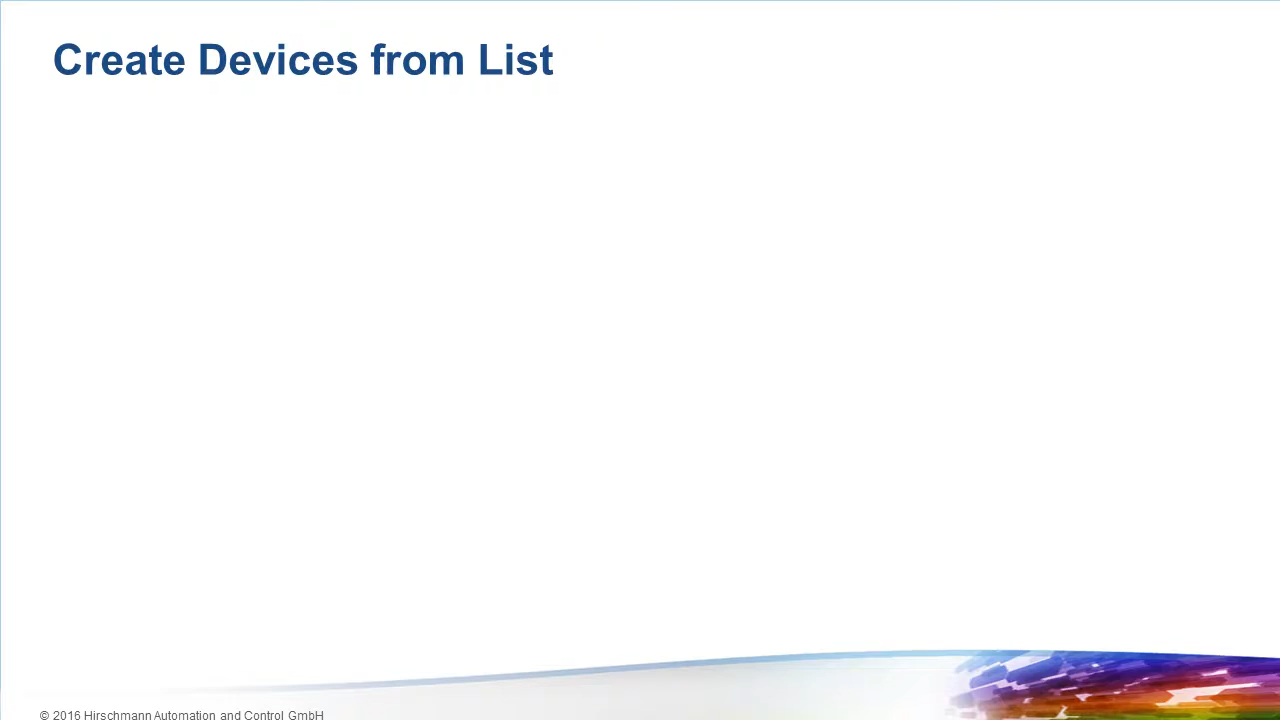 Create Devices from List
© 2016 Hirschmann Automation and Control GmbH